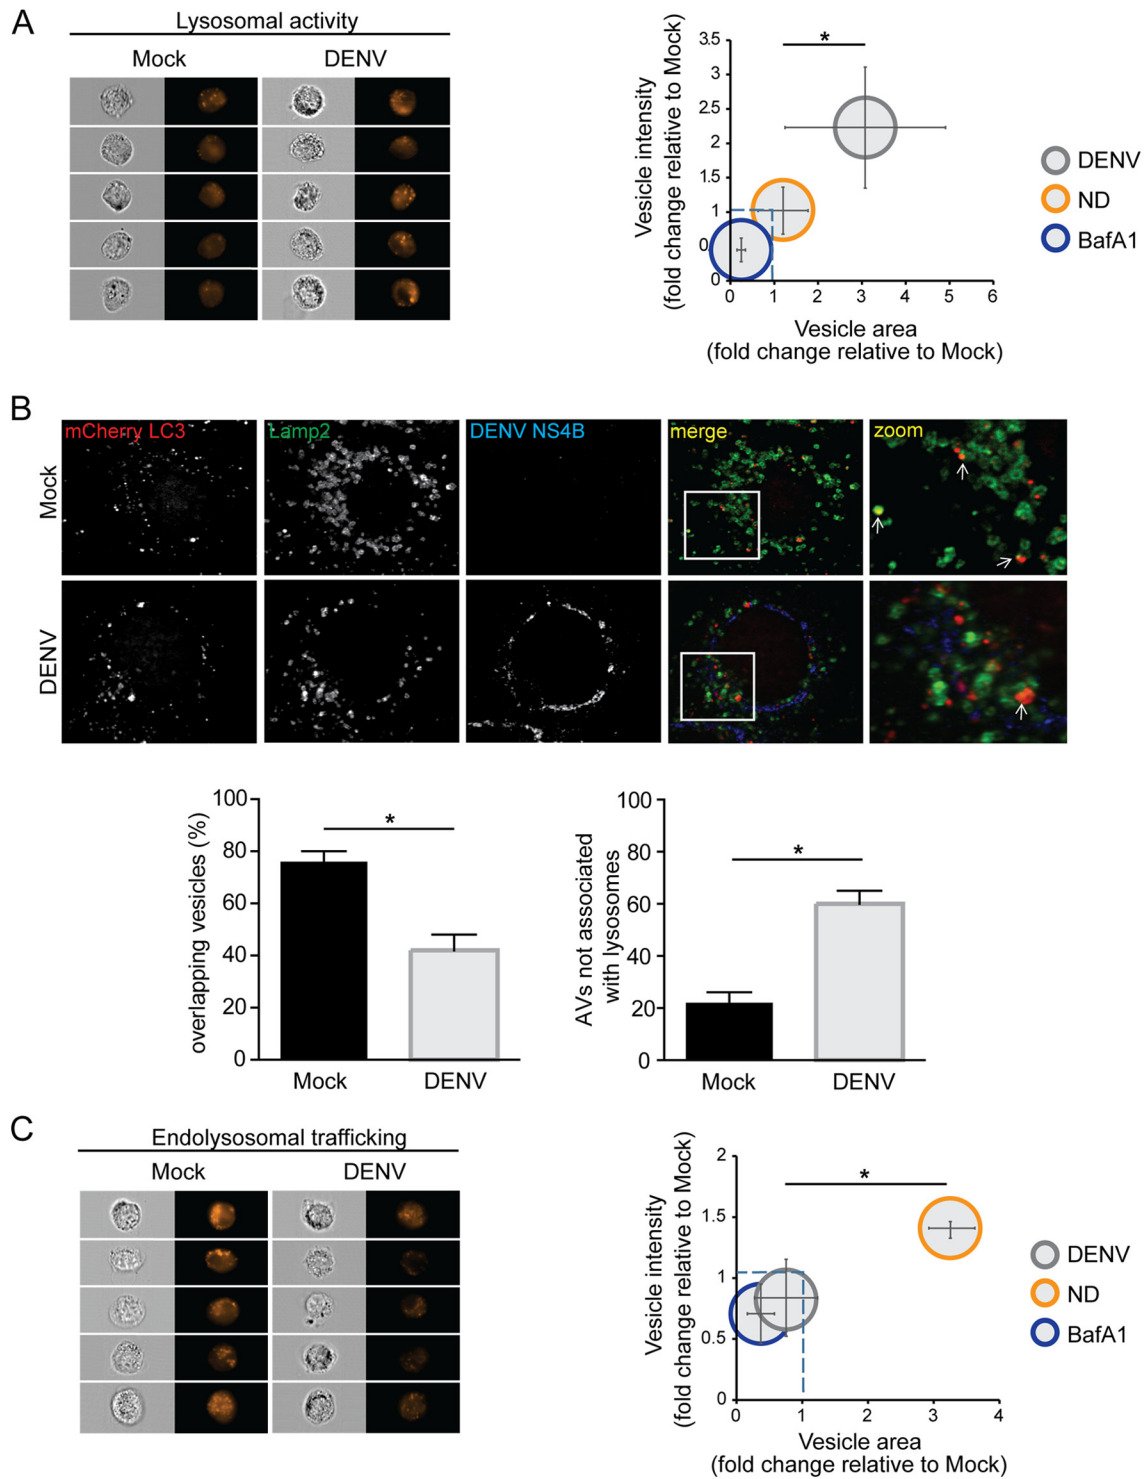 A
Lysosomal activity
Mock DENV
Vesicle intensity
(fold change relative to Mock)
3.5
3
2.5
2
1.5
1
0
0
*
0 1 2 3 4 5 6
Vesicle area
(fold change relative to Mock)
DENV
ND
BafA1
B
mCherry LC3 Lamp2 DENV NS4B merge zoom
Mock
DENV
overlapping vesicles (%)
100
80
60
40
20
0
*
Mock DENV
AVs not associated
with lysosomes
100
80
60
40
20
0
*
Mock DENV
C
Endolysosomal trafficking
Mock DENV
Vesicle intensity
(fold change relative to Mock)
2
1.5
1
0.5
0
*
0 1 2 3 4
Vesicle area
(fold change relative to Mock)
DENV
ND
BafA1